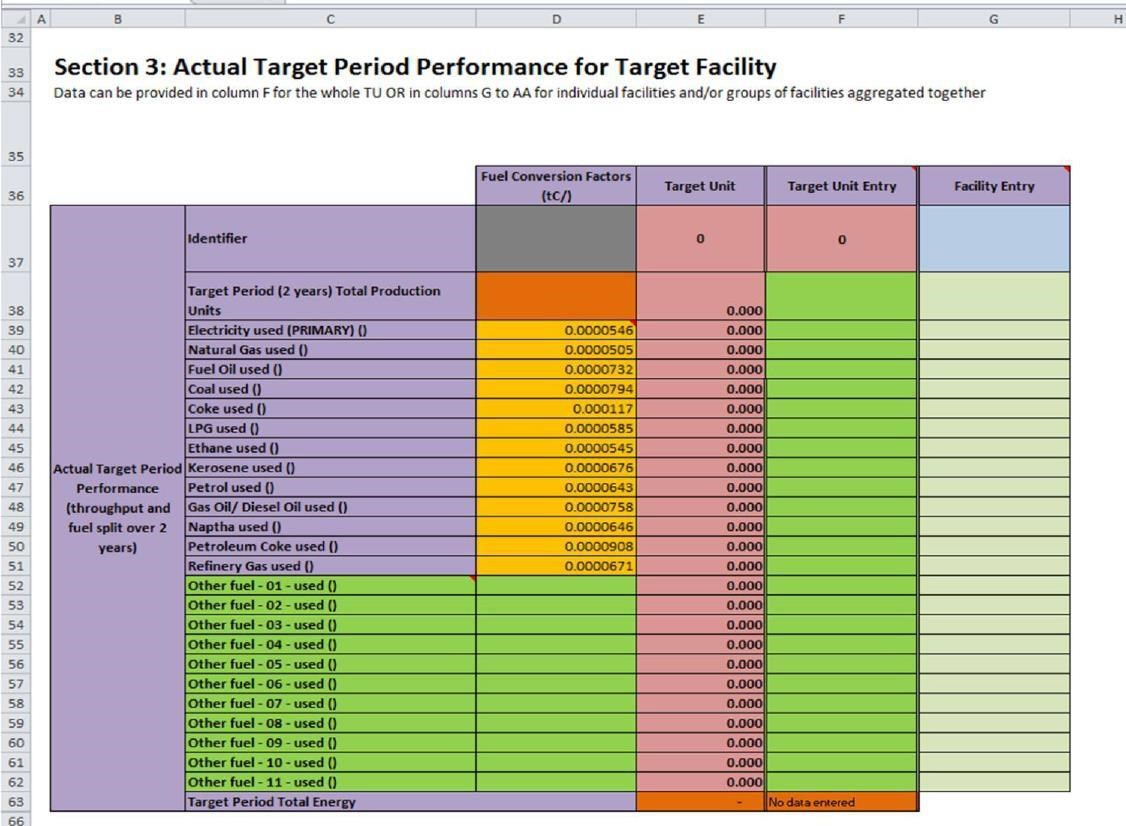 A B C D E F G H
32
33 Section 3: Actual Target Period Performance for Target Facility
34 Data can be provided in column F for the whole TU OR in columns G to AA for individual facilities and/or groups of facilities aggregated together
35
Fuel Conversion Factors
36 (tC/) Target Unit Target Unit Entry Facility Entry
37 Identifier 0 0
Target Period (2 years) Total Production
38 Units 0.000
39 Electricity used (PRIMARY) () 0.0000546 0.000
40 Natural Gas used () 0.0000505 0.000
41 Fuel Oil used () 0.0000732 0.000
42 Coal used () 0.0000794 0.000
43 Coke used () 0.000117 0.000
44 LPG used () 0.0000585 0.000
45 Ethane used () 0.0000545 0.000
46 Actual Target Period Kerosene used () 0.0000676 0.000
47 Performance Petrol used () 0.0000643 0.000
48 (throughput and Gas Oil/ Diesel Oil used () 0.0000758 0.000
49 fuel split over 2 Naptha used () 0.0000646 0.000
50 years) Petroleum Coke used () 0.0000908 0.000
51 Refinery Gas used () 0.0000671 0.000
52 Other fuel - 01 - used () 0.000
53 Other fuel - 02 - used () 0.000
54 Other fuel - 03 - used () 0.000
55 Other fuel - 04 - used () 0.000
56 Other fuel - 05 - used () 0.000
57 Other fuel - 06 - used () 0.000
58 Other fuel - 07 - used () 0.000
59 Other fuel - 08 - used () 0.000
60 Other fuel - 09 - used () 0.000
61 Other fuel - 10 - used () 0.000
62 Other fuel - 11 - used () 0.000
63 Target Period Total Energy - No data entered
66